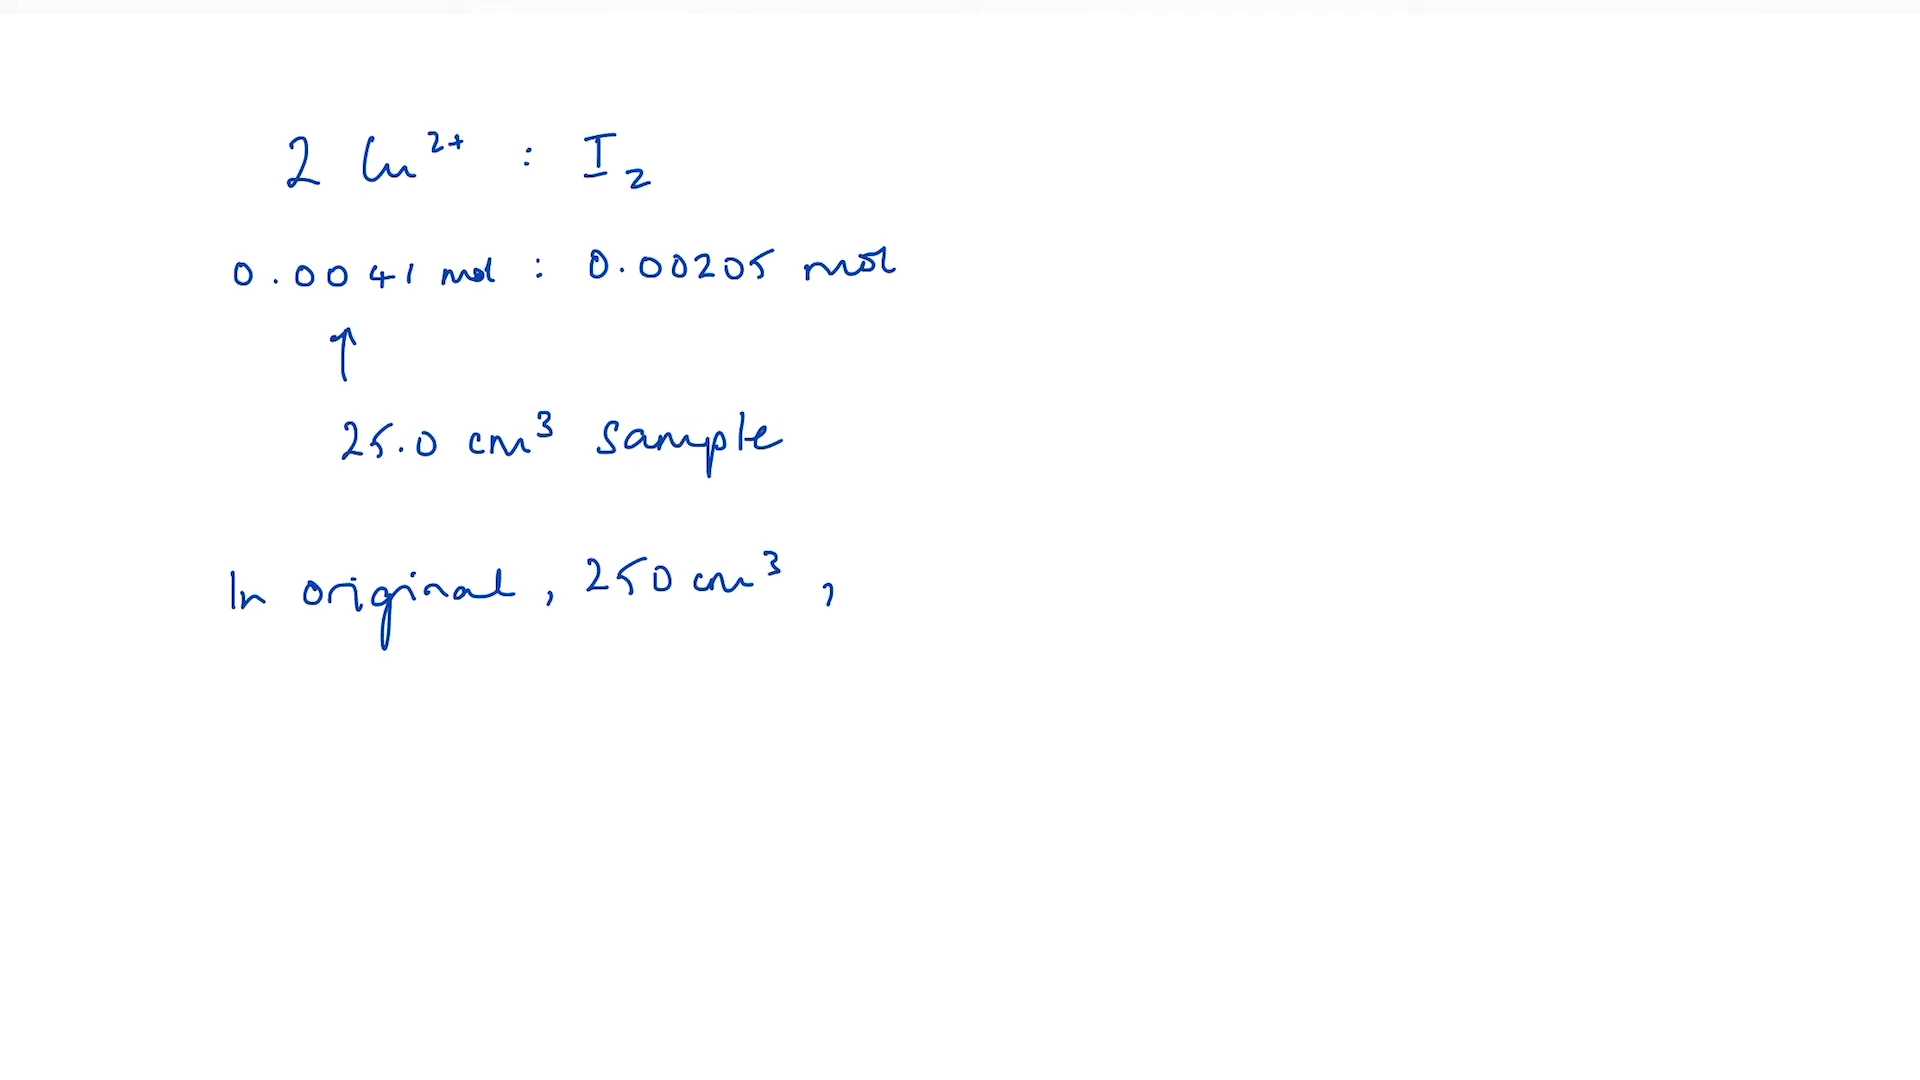 2 Cu²⁺ : I₂
0.0041 mol : 0.00205 mol
↑
25.0 cm³ sample
In original, 250 cm³,